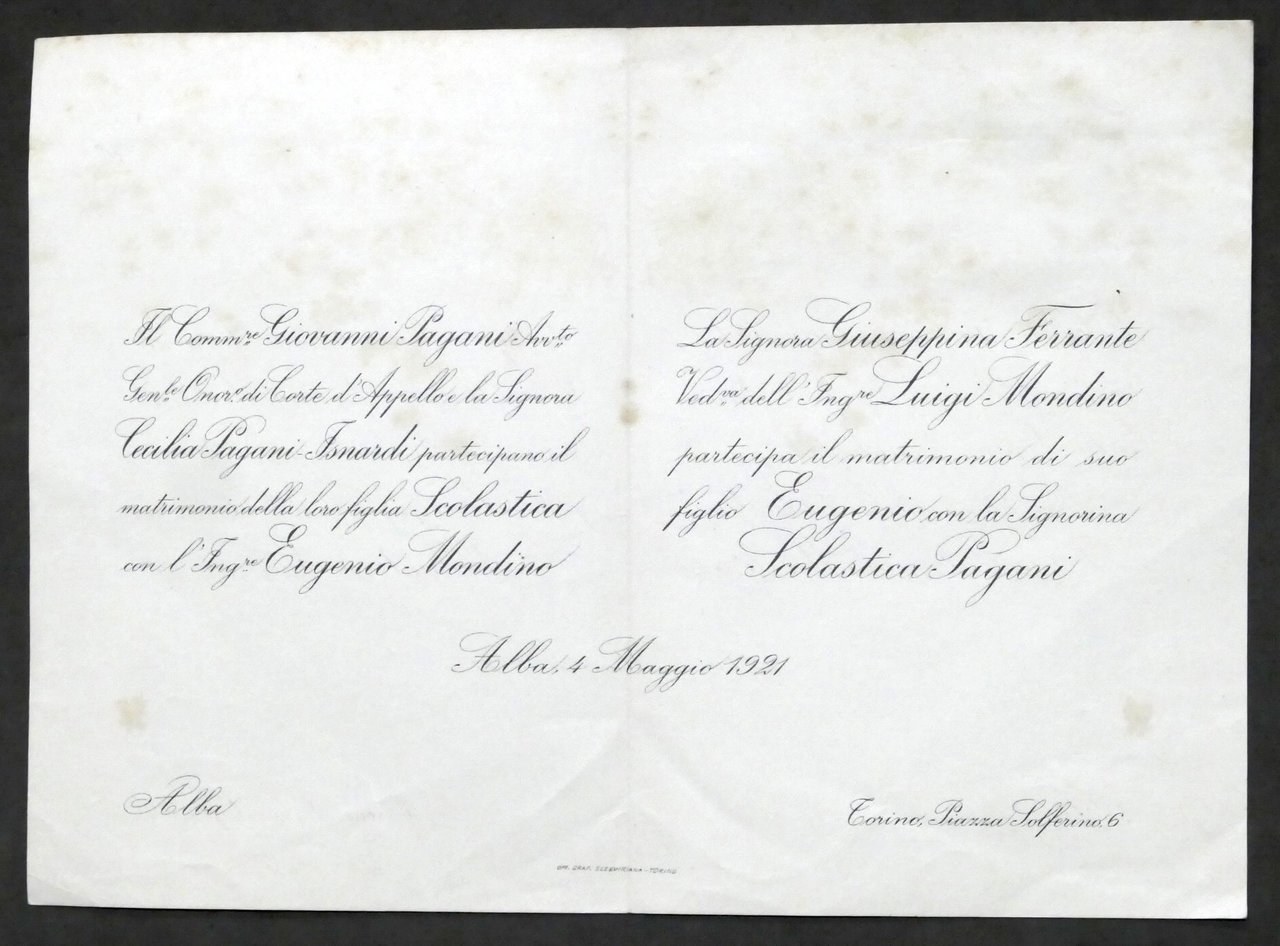 Il Comm.re Giovanni Pagani Avv.to
Gen.le Onor.o di Corte d'Appello e la Signora
Cecilia Pagani-Isnardi partecipano il
matrimonio della loro figlia Scolastica
con l'Ing.re Eugenio Mondino
La Signora Giuseppina Ferrante
Ved.va dell'Ing.re Luigi Mondino
partecipa il matrimonio di suo
figlio Eugenio con la Signorina
Scolastica Pagani
Alba, 4 Maggio 1921
Alba
Torino, Piazza Solferino, 6
OFF. GRAF. - TORINO